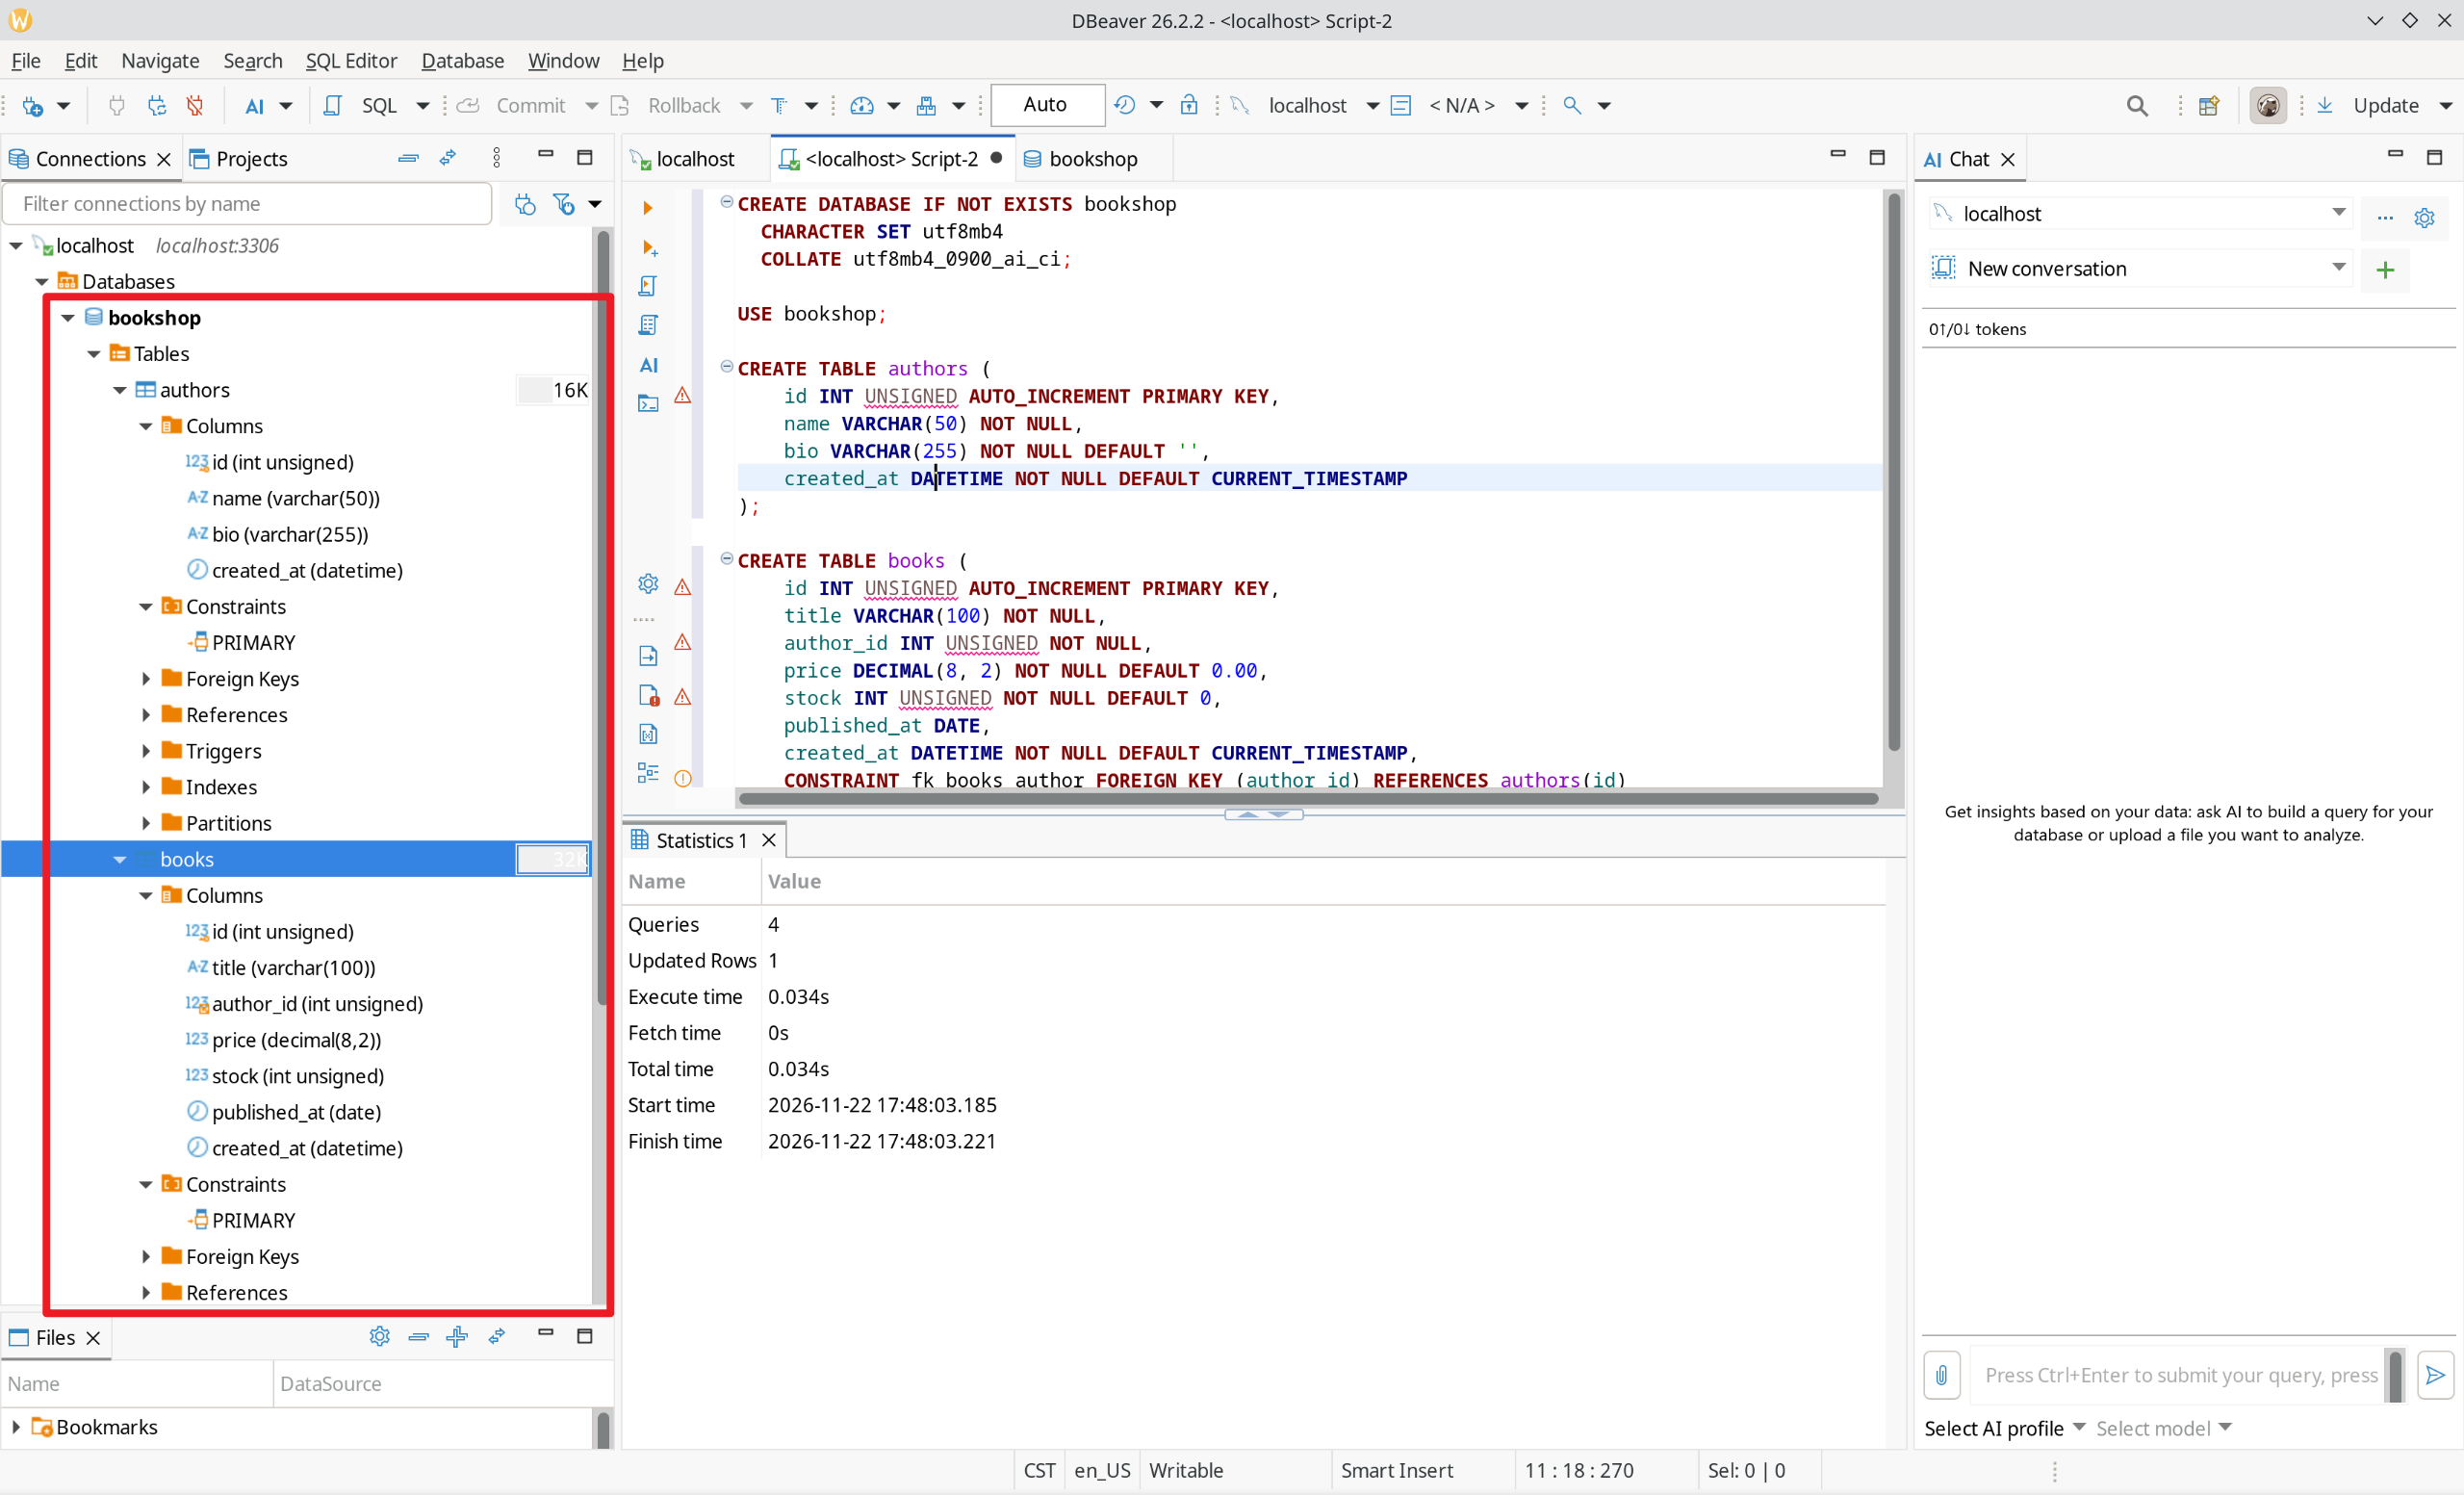 DBeaver 26.2.2 - <localhost> Script-2
File Edit Navigate Search SQL Editor Database Window Help
AI SQL Commit Rollback Auto localhost < N/A > Update
Connections Projects
Filter connections by name
localhost localhost:3306
Databases
bookshop
Tables
authors 16K
Columns
id (int unsigned)
name (varchar(50))
bio (varchar(255))
created_at (datetime)
Constraints
PRIMARY
Foreign Keys
References
Triggers
Indexes
Partitions
books 32K
Columns
id (int unsigned)
title (varchar(100))
author_id (int unsigned)
price (decimal(8,2))
stock (int unsigned)
published_at (date)
created_at (datetime)
Constraints
PRIMARY
Foreign Keys
References
Files
Name DataSource
Bookmarks
localhost <localhost> Script-2 bookshop
CREATE DATABASE IF NOT EXISTS bookshop
CHARACTER SET utf8mb4
COLLATE utf8mb4_0900_ai_ci;
USE bookshop;
CREATE TABLE authors (
id INT UNSIGNED AUTO_INCREMENT PRIMARY KEY,
name VARCHAR(50) NOT NULL,
bio VARCHAR(255) NOT NULL DEFAULT '',
created_at DATETIME NOT NULL DEFAULT CURRENT_TIMESTAMP
);
CREATE TABLE books (
id INT UNSIGNED AUTO_INCREMENT PRIMARY KEY,
title VARCHAR(100) NOT NULL,
author_id INT UNSIGNED NOT NULL,
price DECIMAL(8, 2) NOT NULL DEFAULT 0.00,
stock INT UNSIGNED NOT NULL DEFAULT 0,
published_at DATE,
created_at DATETIME NOT NULL DEFAULT CURRENT_TIMESTAMP,
CONSTRAINT fk_books_author FOREIGN KEY (author_id) REFERENCES authors(id)
AI
Statistics 1
Name Value
Queries 4
Updated Rows 1
Execute time 0.034s
Fetch time 0s
Total time 0.034s
Start time 2026-11-22 17:48:03.185
Finish time 2026-11-22 17:48:03.221
AI Chat
localhost
New conversation
0↑/0↓ tokens
Get insights based on your data: ask AI to build a query for your
database or upload a file you want to analyze.
Press Ctrl+Enter to submit your query, press
Select AI profile Select model
CST en_US Writable Smart Insert 11 : 18 : 270 Sel: 0 | 0